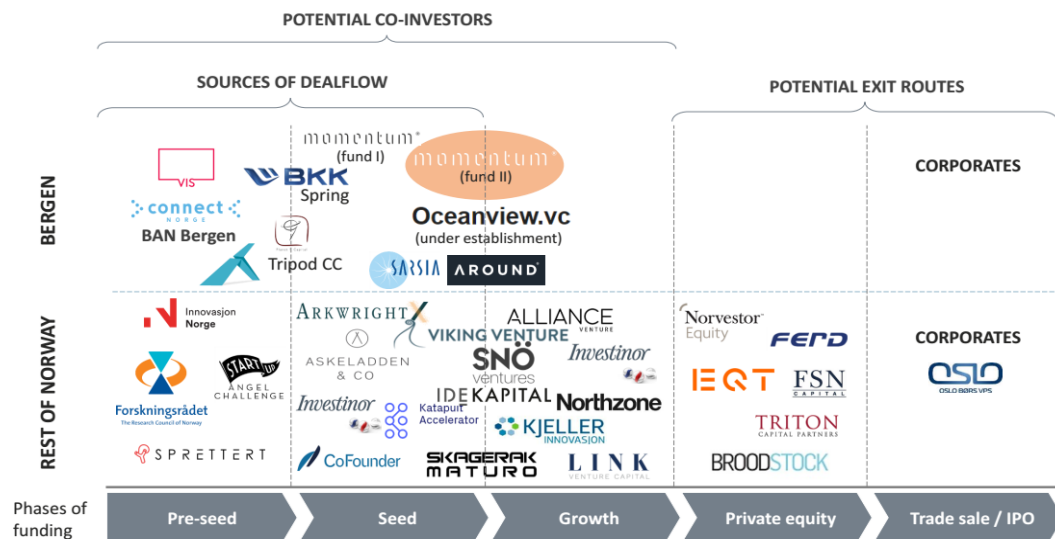 POTENTIAL CO-INVESTORS
SOURCES OF DEALFLOW
POTENTIAL EXIT ROUTES
BERGEN
momentum
(fund I)
momentum
(fund II)
CORPORATES
VIS
BKK
Spring
connect
NORGE
BAN Bergen
Oceanview.vc
(under establishment)
Tripod CC
SARSIA
AROUND
REST OF NORWAY
Innovasjon
Norge
ARKWRIGHT X
VIKING VENTURE
ALLIANCE
VENTURE
Norvestor
Equity
FERD
CORPORATES
START UP
ANGEL
CHALLENGE
ASKELADDEN
& CO
SNÖ
ventures
Investinor
EQT
FSN
CAPITAL
OSLO
OSLO BØRS VPS
Forskningsrådet
The Research Council of Norway
Investinor
Katapult
Accelerator
IDEKAPITAL
Northzone
KJELLER
INNOVASJON
TRITON
CAPITAL PARTNERS
SPRETTERT
CoFounder
SKAGERAK
MATURO
LINK
VENTURE CAPITAL
BROODSTOCK
Phases of
funding
Pre-seed
Seed
Growth
Private equity
Trade sale / IPO